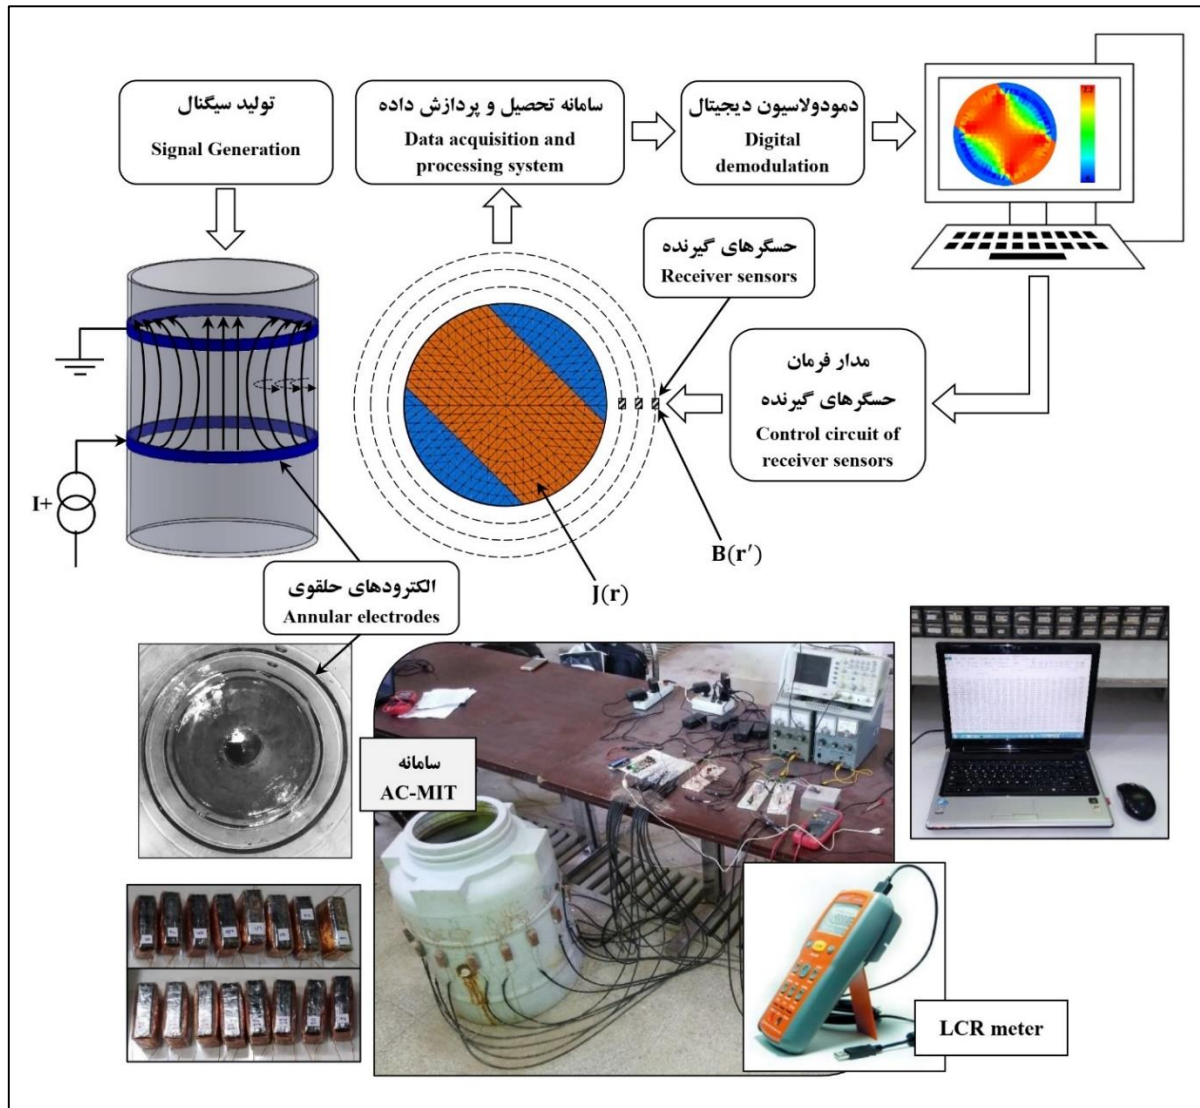 تولید سیگنال
Signal Generation
سامانه تحصیل و پردازش داده
Data acquisition and
processing system
دمودولاسیون دیجیتال
Digital
demodulation
حسگرهای گیرنده
Receiver sensors
مدار فرمان
حسگرهای گیرنده
Control circuit of
receiver sensors
I+
B(r′)
J(r)
الکترودهای حلقوی
Annular electrodes
سامانه
AC-MIT
LCR meter